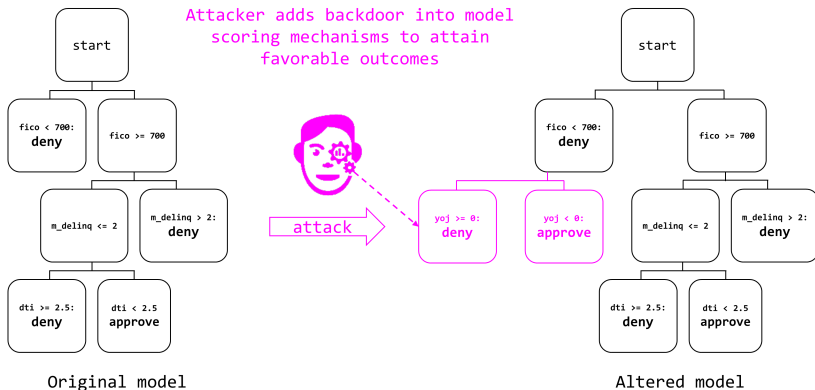 Attacker adds backdoor into model
scoring mechanisms to attain
favorable outcomes
start
fico < 700:
deny
fico >= 700
m_delinq <= 2
m_delinq > 2:
deny
dti >= 2.5:
deny
dti < 2.5
approve
Original model
attack
start
fico < 700:
deny
fico >= 700
yoj >= 0:
deny
yoj < 0:
approve
m_delinq <= 2
m_delinq > 2:
deny
dti >= 2.5:
deny
dti < 2.5
approve
Altered model